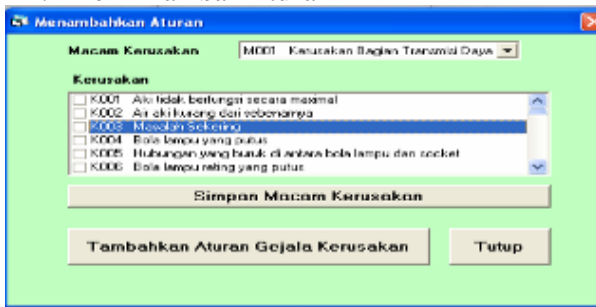 Menambahkan Aturan
Macam Kerusakan M001 Kerusakan Bagian Transmisi Daya
Kerusakan
K001 Aki tidak berfungsi secara maximal
K002 Air aki kurang dari sebenarnya
K003 Masalah Sekering
K004 Bola lampu yang putus
K005 Hubungan yang buruk di antara bola lampu dan socket
K006 Bola lampu reting yang putus
Simpan Macam Kerusakan
Tambahkan Aturan Gejala Kerusakan Tutup